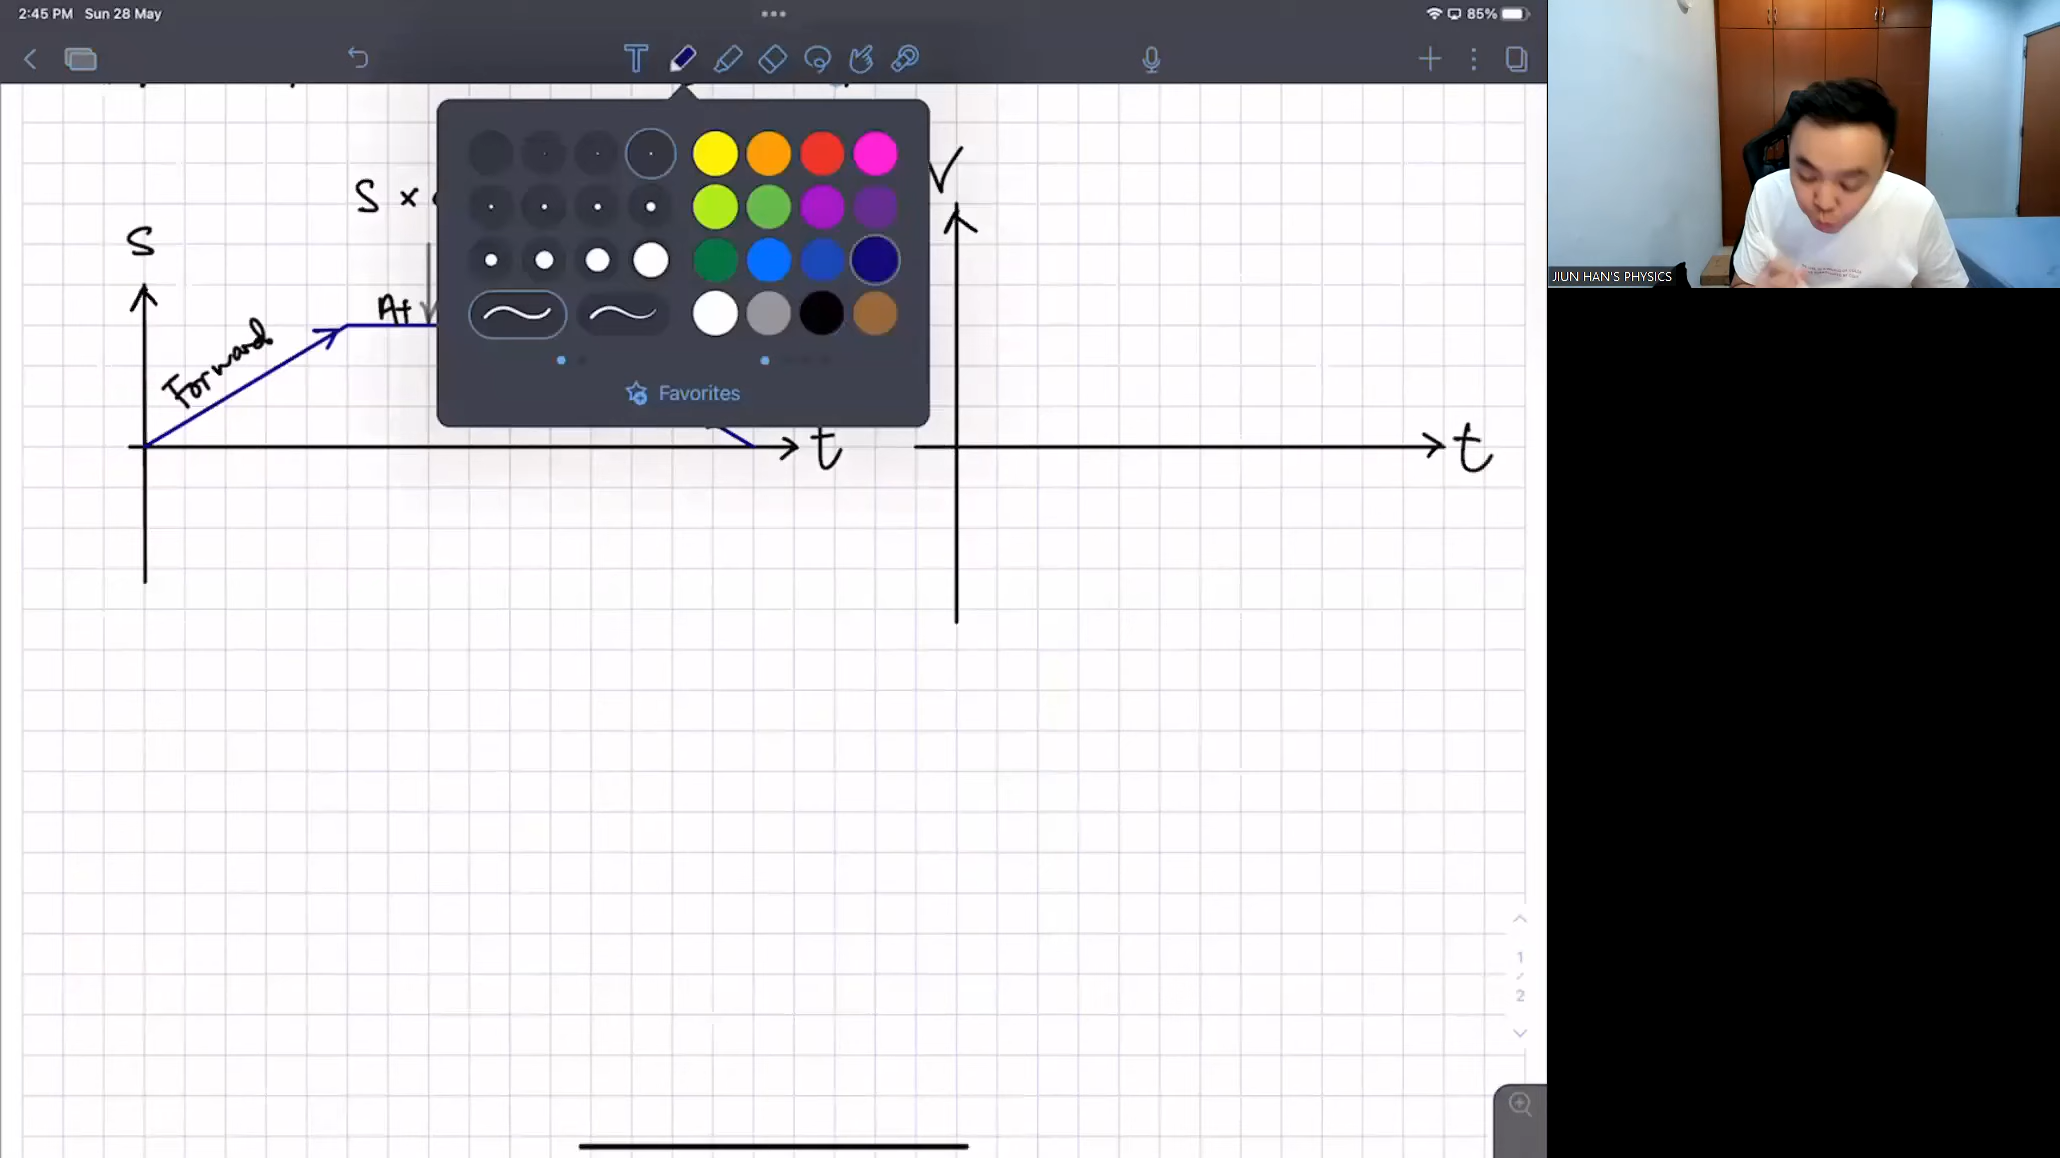 2:45 PM Sun 28 May
85%
T
S ×
V
S
At
Forward
Favorites
t
t
1
2
JIUN HAN'S PHYSICS